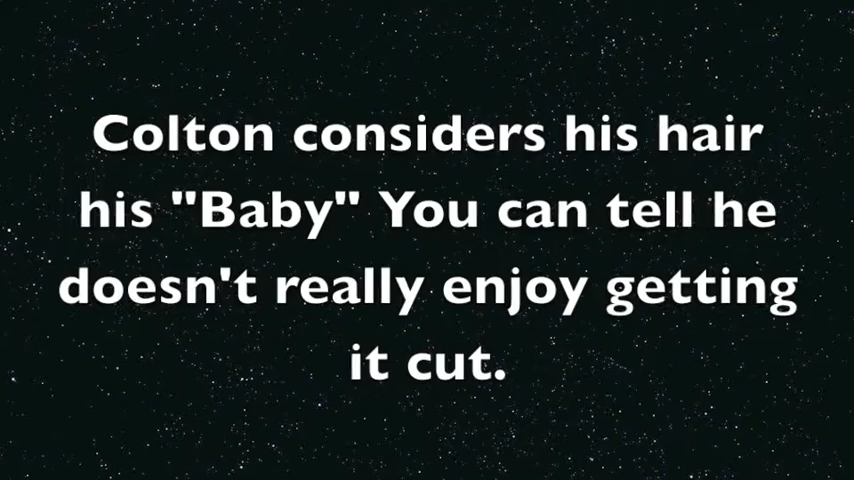 Colton considers his hair
his "Baby" You can tell he
doesn't really enjoy getting
it cut.